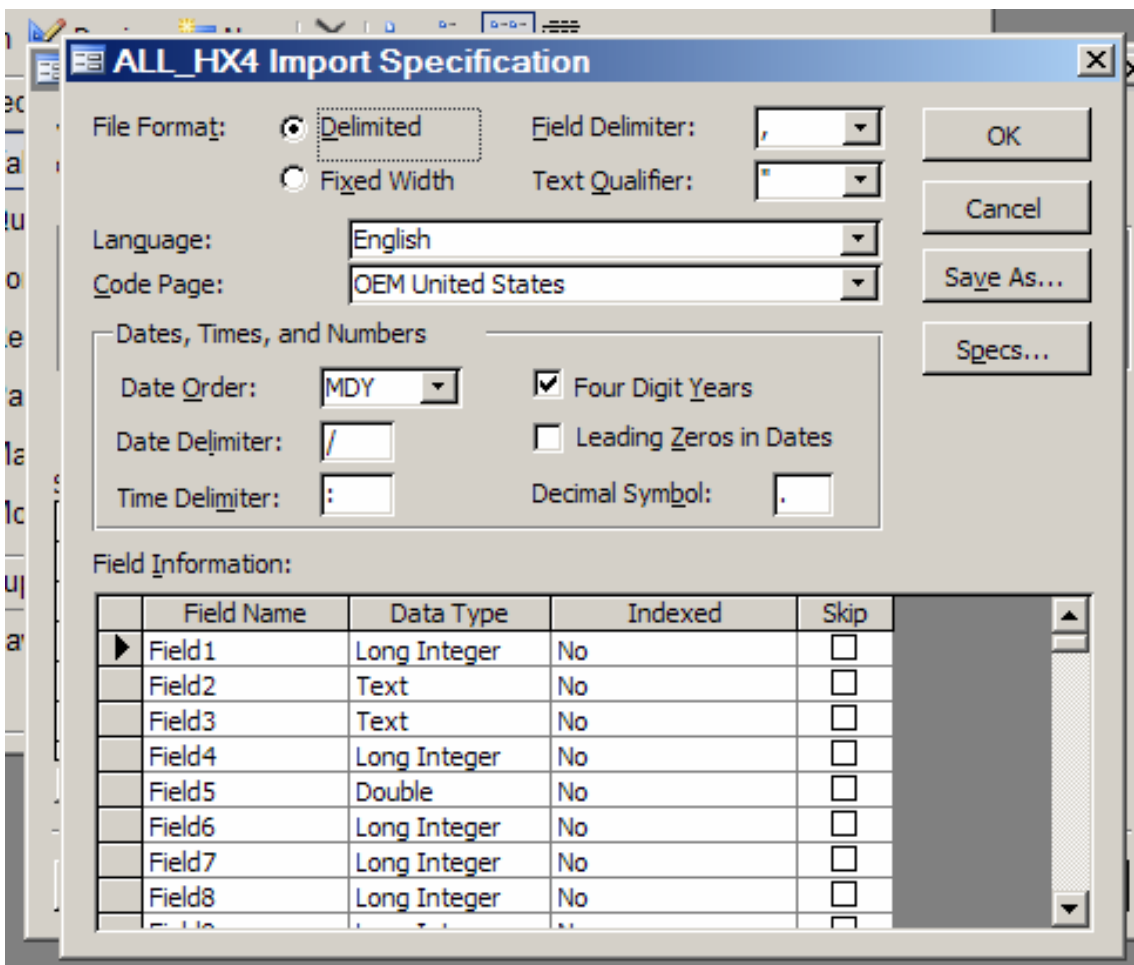 ALL_HX4 Import Specification
File Format: Delimited Field Delimiter: ,
Fixed Width Text Qualifier: "
OK
Cancel
Language: English
Code Page: OEM United States
Save As...
Specs...
Dates, Times, and Numbers
Date Order: MDY Four Digit Years
Date Delimiter: / Leading Zeros in Dates
Time Delimiter: : Decimal Symbol: .
Field Information:
Field Name Data Type Indexed Skip
Field1 Long Integer No
Field2 Text No
Field3 Text No
Field4 Long Integer No
Field5 Double No
Field6 Long Integer No
Field7 Long Integer No
Field8 Long Integer No